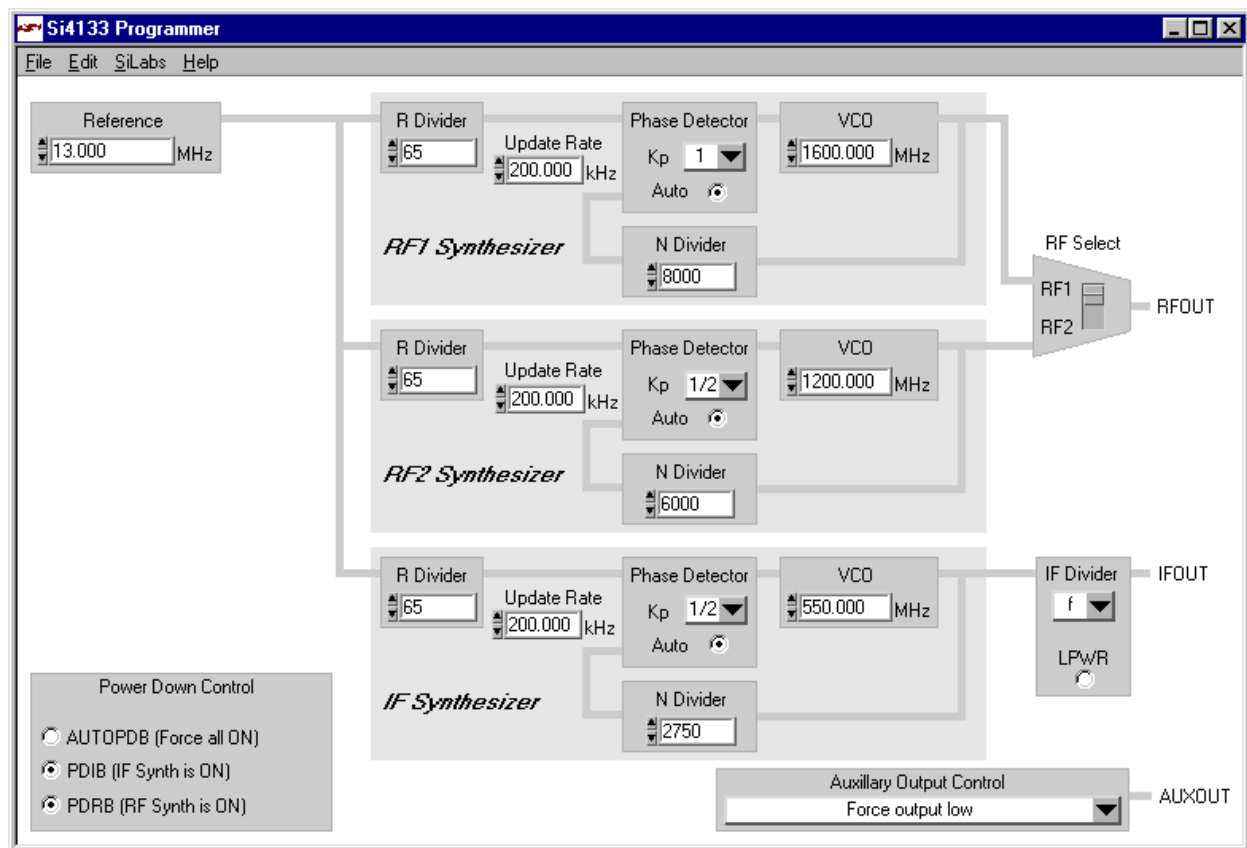 Si4133 Programmer
File Edit SiLabs Help
Reference
13.000 MHz
R Divider
65
Update Rate
200.000 kHz
Phase Detector
Kp 1
Auto
VCO
1600.000 MHz
RF1 Synthesizer
N Divider
8000
R Divider
65
Update Rate
200.000 kHz
Phase Detector
Kp 1/2
Auto
VCO
1200.000 MHz
RF2 Synthesizer
N Divider
6000
RF Select
RF1
RF2
RFOUT
R Divider
65
Update Rate
200.000 kHz
Phase Detector
Kp 1/2
Auto
VCO
550.000 MHz
IF Synthesizer
N Divider
2750
IF Divider
f
LPWR
IFOUT
Power Down Control
AUTOPDB (Force all ON)
PDIB (IF Synth is ON)
PDRB (RF Synth is ON)
Auxillary Output Control
Force output low
AUXOUT